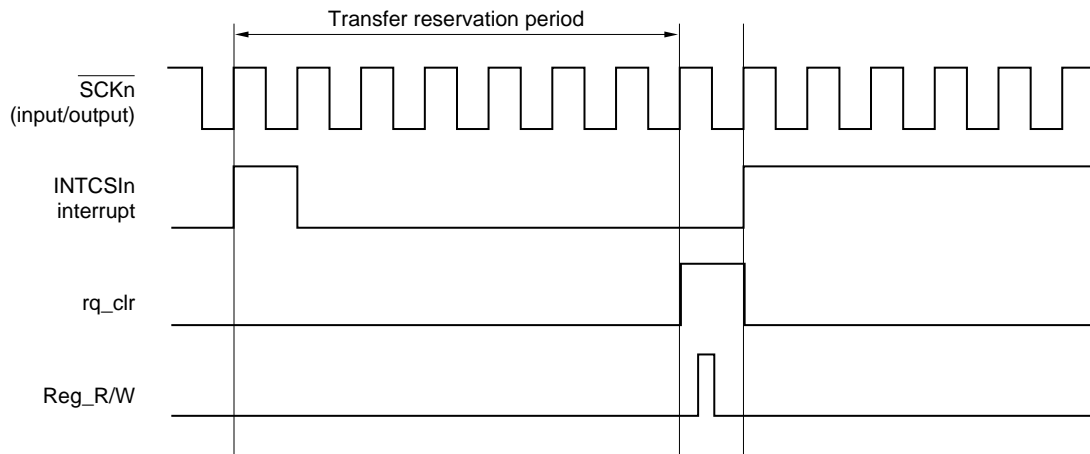 Transfer reservation period
SCKn
(input/output)
INTCSIn
interrupt
rq_clr
Reg_R/W